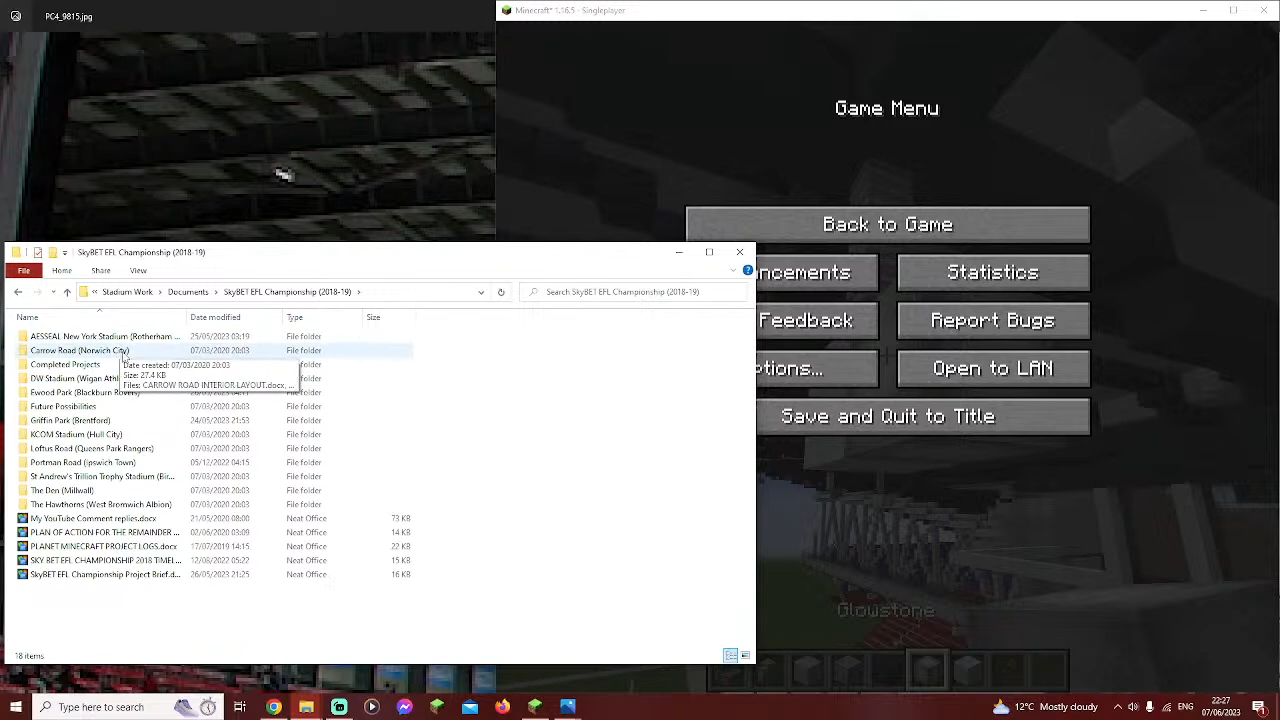 PC4_9815.jpg
Minecraft* 1.16.5 - Singleplayer
Game Menu
Back to Game
ncements
Statistics
Feedback
Report Bugs
ptions...
Open to LAN
Save and Quit to Title
Glowstone
SkyBET EFL Championship (2018-19)
File Home Share View
« Stadium Work > Documents > SkyBET EFL Championship (2018-19) >
Search SkyBET EFL Championship (2018-19)
Name Date modified Type Size
AESSEAL New York Stadium (Rotherham ... 25/05/2023 03:19 File folder
Carrow Road (Norwich City) 07/03/2020 20:03 File folder
Completed Projects File folder
DW Stadium (Wigan Athl File folder
Ewood Park (Blackburn Rovers) File folder
Date created: 07/03/2020 20:03
Size: 27.4 KB
Files: CARROW ROAD INTERIOR LAYOUT.docx, ...
Future Possibilities 07/03/2020 20:03 File folder
Griffin Park (Brentford) 24/05/2023 21:53 File folder
KCOM Stadium (Hull City) 07/03/2020 20:03 File folder
Loftus Road (Queens Park Rangers) 07/03/2020 20:03 File folder
Portman Road (Ipswich Town) 05/12/2022 04:15 File folder
St Andrew's Trillion Trophy Stadium (Bir... 07/03/2020 20:03 File folder
The Den (Millwall) 07/03/2020 20:03 File folder
The Hawthorns (West Bromwich Albion) 07/03/2020 20:03 File folder
My YouTube Comment replies.docx 21/05/2020 08:00 Neat Office 73 KB
PLAN OF ACTION FOR THE REMAINDER ... 02/06/2020 03:09 Neat Office 14 KB
PLANET MINECRAFT PROJECT LOGS.docx 17/07/2019 14:15 Neat Office 22 KB
SKY BET EFL CHAMPIONSHIP 2018 TIMEL... 12/08/2022 05:22 Neat Office 15 KB
SkyBET EFL Championship Project Brief.d... 26/05/2023 21:25 Neat Office 16 KB
18 items
Type here to search
12°C Mostly cloudy
ENG
22:27
07/06/2023